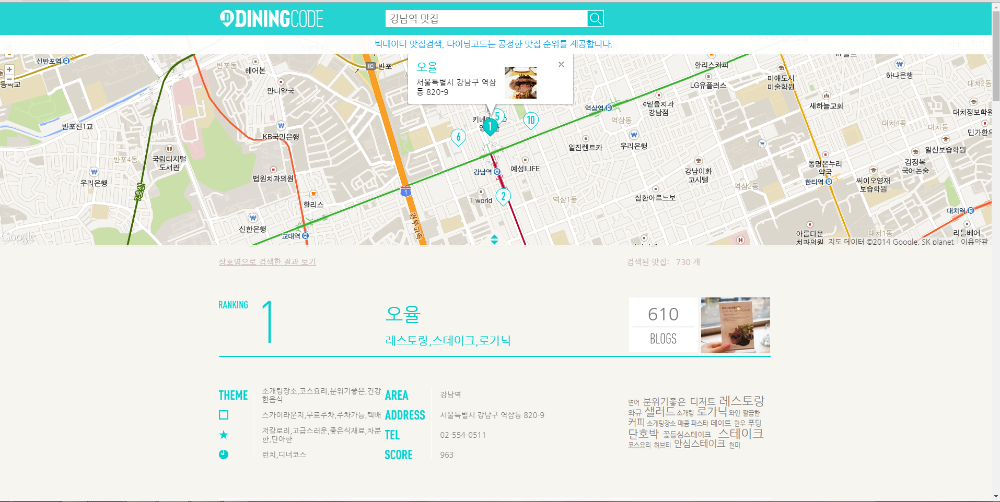 DININGCODE
강남역 맛집
빅데이터 맛집검색, 다이닝코드는 공정한 맛집 순위를 제공합니다.
하나은행
지도
신반포역
반포동
헤어본
IC 반포
오율
서울특별시 강남구 역삼
동 820-9
할리스커피
LG유플러스
미애도시
미술학원
하나은행
대치2동
만나약국
e믿음치과
강남점
역삼역
역삼동
새하늘교회
대치정보학원
반포천1교
KB국민은행
5
10
1
6
대치4동
대치동
민가한의
우리은행
일진렌트카
반포4동
국립디지털
도서관
일신보습학원
김정복
국어논술
동명온누리
약국
우리은행
법원치과의원
강남역
예성ILIFE
강남이화
고시텔
한티역
씨이오영재
보습학원
7호선
1
T world
2
역삼1동
삼환아르느보
역삼2동
할리스
신한은행
경부고속
교대역
대치역
아름다운
치과의원
대치1동
리틀베어
Google
지도 데이터 ©2014 Google, SK planet
이용약관
상호명으로 검색한 결과 보기
검색된 맛집: 730 개
RANKING
1
오율
레스토랑,스테이크,로가닉
610
BLOGS
THEME
소개팅장소,코스요리,분위기좋은,건강
한음식
스카이라운지,무료주차,주차가능,택배
저칼로리,고급스러운,좋은식재료,차분
한,단아한
런치,디너코스
AREA
강남역
ADDRESS
서울특별시 강남구 역삼동 820-9
TEL
02-554-0511
SCORE
963
연어 분위기좋은 디저트 레스토랑
와규 샐러드 소개팅 로가닉 와인 깔끔한
커피 소개팅장소 매콤 파스타 데이트 한우 푸딩
단호박 꽃등심스테이크 스테이크
코스요리 허브티 안심스테이크 현미